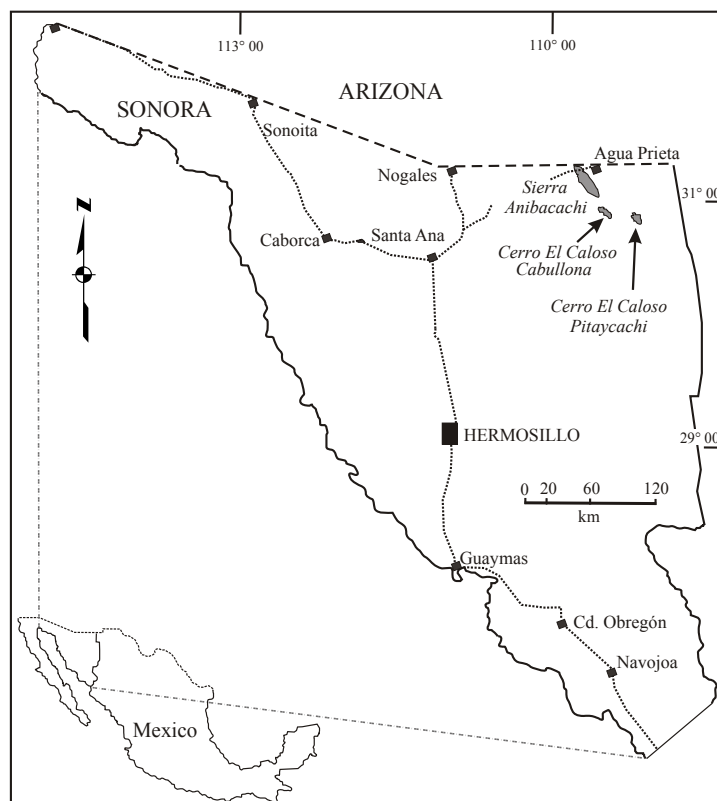 113° 00
110° 00
ARIZONA
SONORA
Sonoita
Agua Prieta
Nogales
Sierra
Anibacachi
31° 00
Caborca
Santa Ana
Cerro El Caloso
Cabullona
Cerro El Caloso
Pitaycachi
N
HERMOSILLO
29° 00
0 20 60 120
km
Guaymas
Cd. Obregón
Navojoa
Mexico